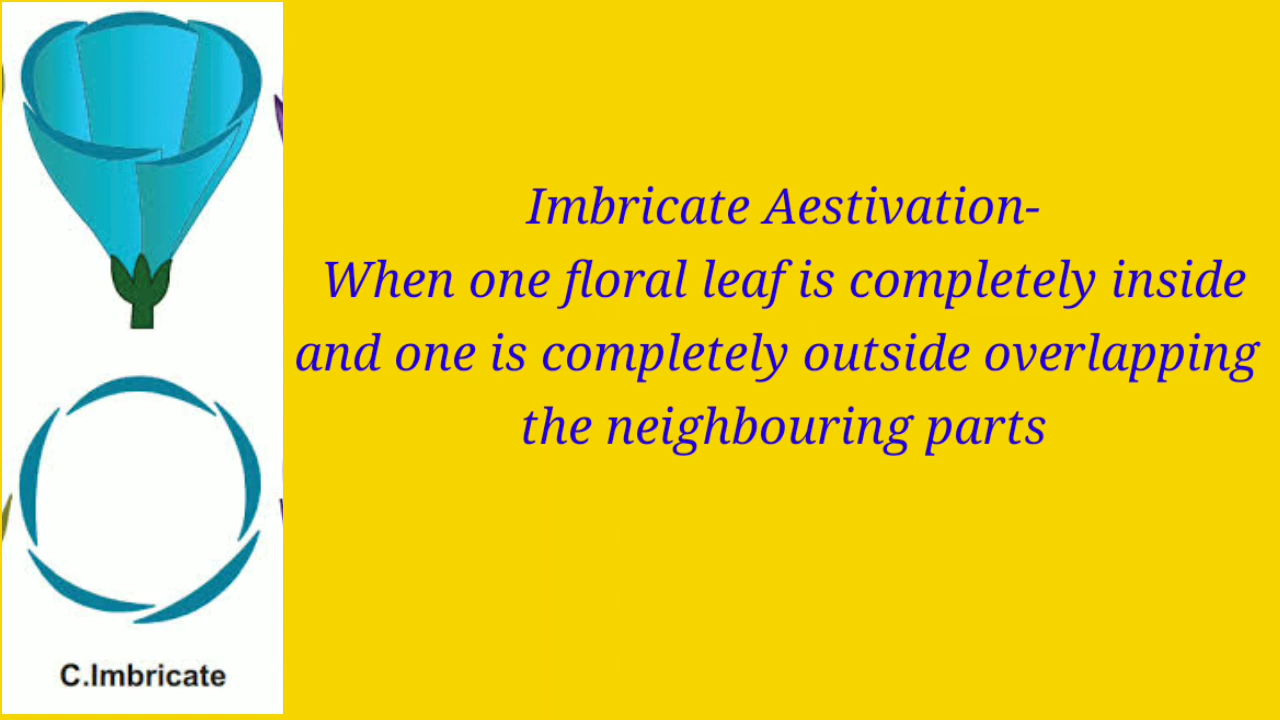 Imbricate Aestivation-
When one floral leaf is completely inside
and one is completely outside overlapping
the neighbouring parts
C.Imbricate